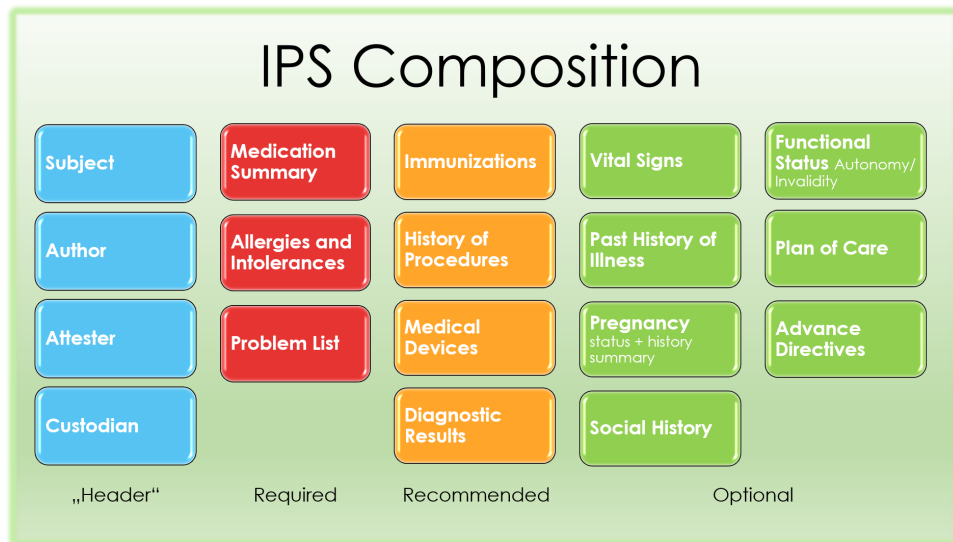 IPS Composition
Subject
Author
Attester
Custodian
„Header“
Medication
Summary
Allergies and
Intolerances
Problem List
Required
Immunizations
History of
Procedures
Medical
Devices
Diagnostic
Results
Recommended
Vital Signs
Past History of
Illness
Pregnancy
status + history
summary
Social History
Functional
Status Autonomy/
Invalidity
Plan of Care
Advance
Directives
Optional